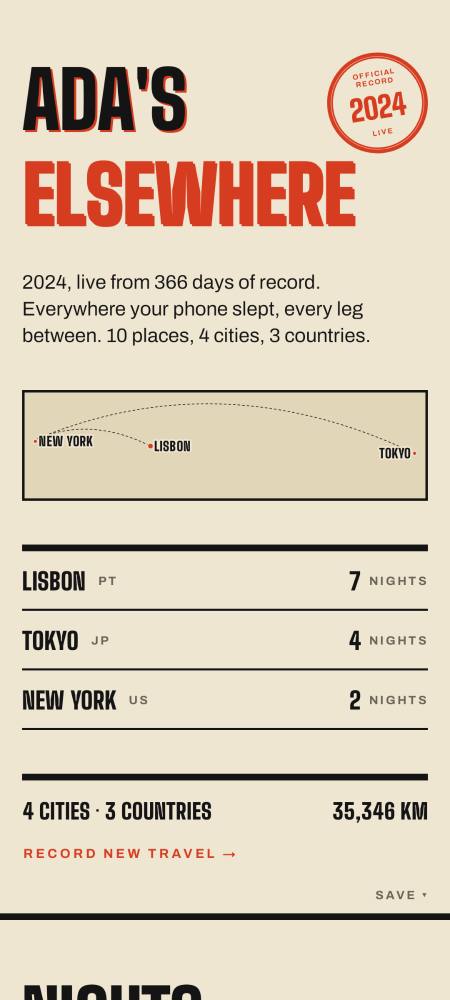 ADA'S
ELSEWHERE
OFFICIAL
RECORD
2024
LIVE
2024, live from 366 days of record.
Everywhere your phone slept, every leg
between. 10 places, 4 cities, 3 countries.
NEW YORK
LISBON
TOKYO
LISBON PT 7 NIGHTS
TOKYO JP 4 NIGHTS
NEW YORK US 2 NIGHTS
4 CITIES · 3 COUNTRIES 35,346 KM
RECORD NEW TRAVEL →
SAVE ▾
NIGHTS